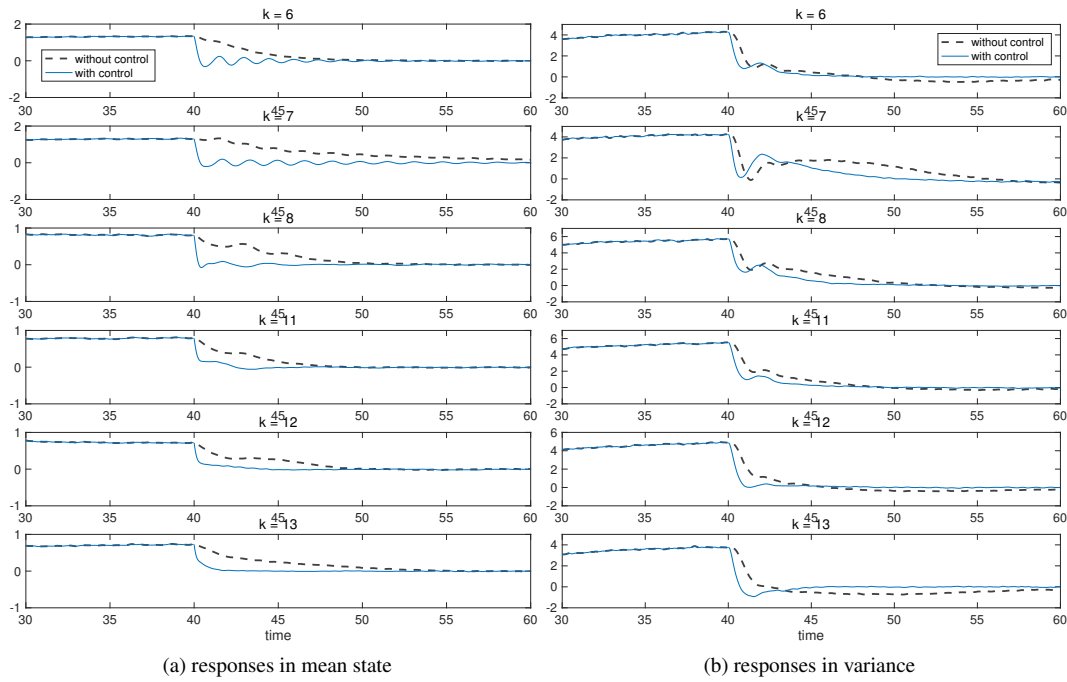 k = 6
2
0
-2
30 35 40 45 50 55 60
without control
with control
k = 7
2
0
-2
30 35 40 45 50 55 60
k = 8
1
0
-1
30 35 40 45 50 55 60
k = 11
1
0
-1
30 35 40 45 50 55 60
k = 12
1
0
-1
30 35 40 45 50 55 60
k = 13
1
0
-1
30 35 40 45 50 55 60
time
(a) responses in mean state
k = 6
4
2
0
-2
30 35 40 45 50 55 60
without control
with control
k = 7
4
2
0
-2
30 35 40 45 50 55 60
k = 8
6
4
2
0
-2
30 35 40 45 50 55 60
k = 11
6
4
2
0
-2
30 35 40 45 50 55 60
k = 12
6
4
2
0
-2
30 35 40 45 50 55 60
k = 13
4
2
0
-2
30 35 40 45 50 55 60
time
(b) responses in variance